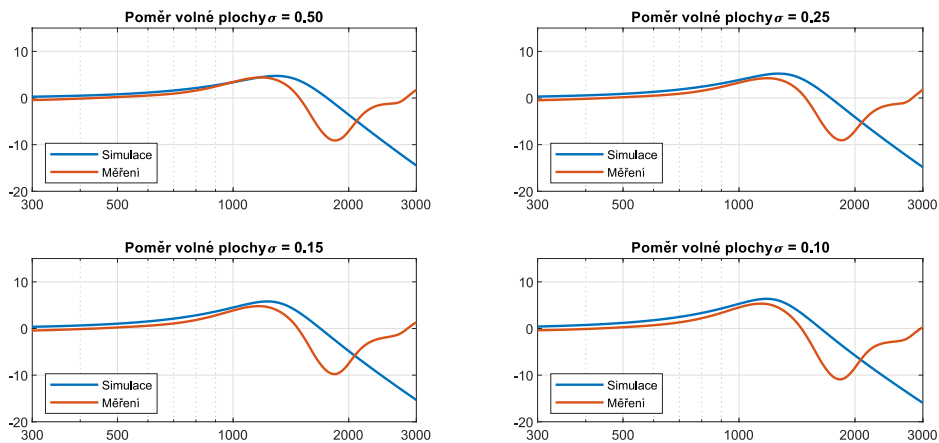 Poměr volné plochy σ = 0.50
10
0
-10
-20
Simulace
Měření
300 500 1000 2000 3000
Poměr volné plochy σ = 0.25
10
0
-10
-20
Simulace
Měření
300 500 1000 2000 3000
Poměr volné plochy σ = 0.15
10
0
-10
-20
Simulace
Měření
300 500 1000 2000 3000
Poměr volné plochy σ = 0.10
10
0
-10
-20
Simulace
Měření
300 500 1000 2000 3000